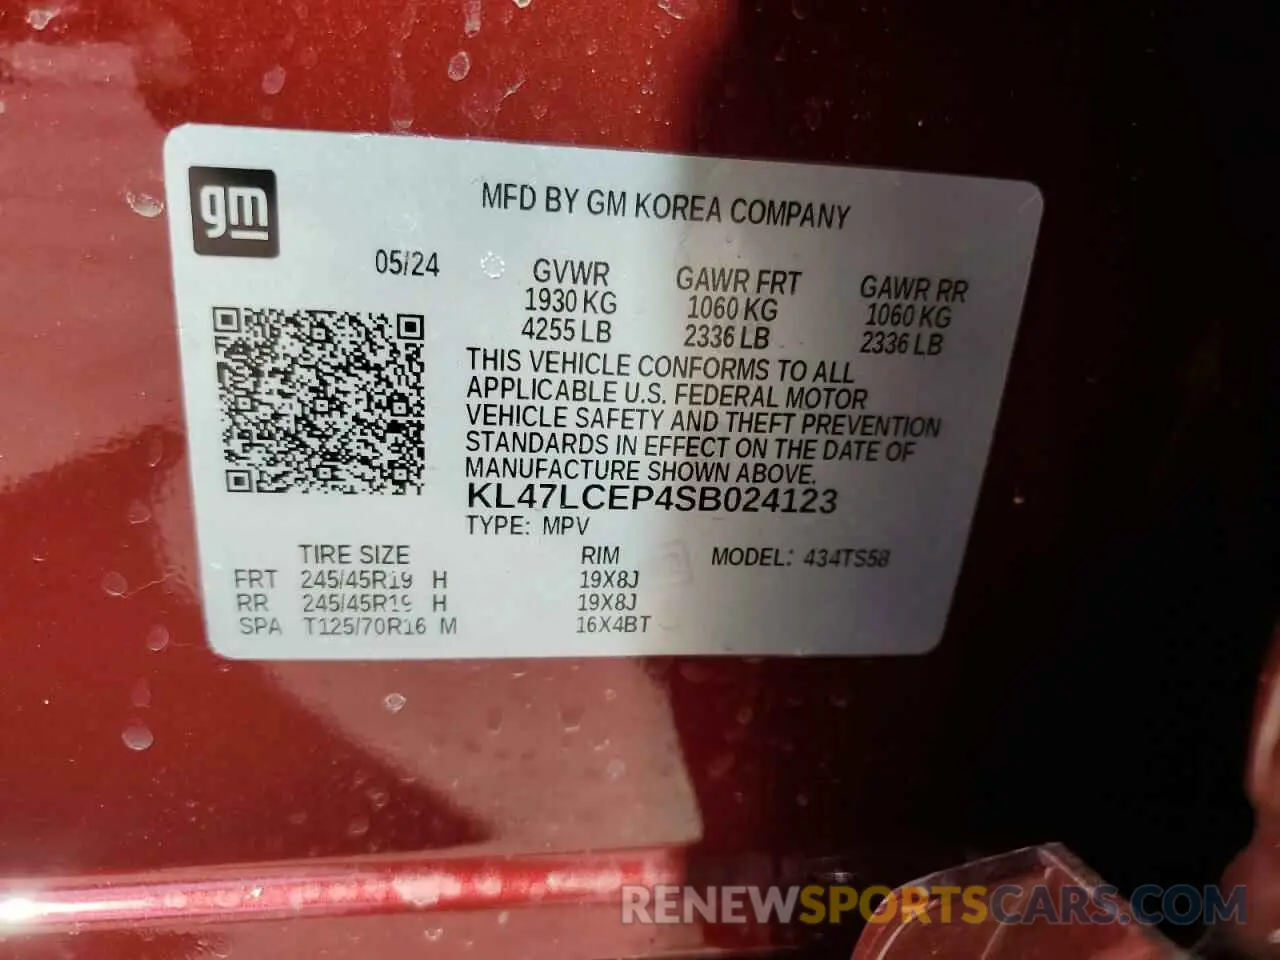 gm
MFD BY GM KOREA COMPANY
05/24
GVWR GAWR FRT GAWR RR
1930 KG 1060 KG 1060 KG
4255 LB 2336 LB 2336 LB
THIS VEHICLE CONFORMS TO ALL
APPLICABLE U.S. FEDERAL MOTOR
VEHICLE SAFETY AND THEFT PREVENTION
STANDARDS IN EFFECT ON THE DATE OF
MANUFACTURE SHOWN ABOVE.
KL47LCEP4SB024123
TYPE: MPV
TIRE SIZE RIM MODEL: 434TS58
FRT 245/45R19 H 19X8J
RR 245/45R19 H 19X8J
SPA T125/70R16 M 16X4BT
RENEWSPORTSCARS.COM